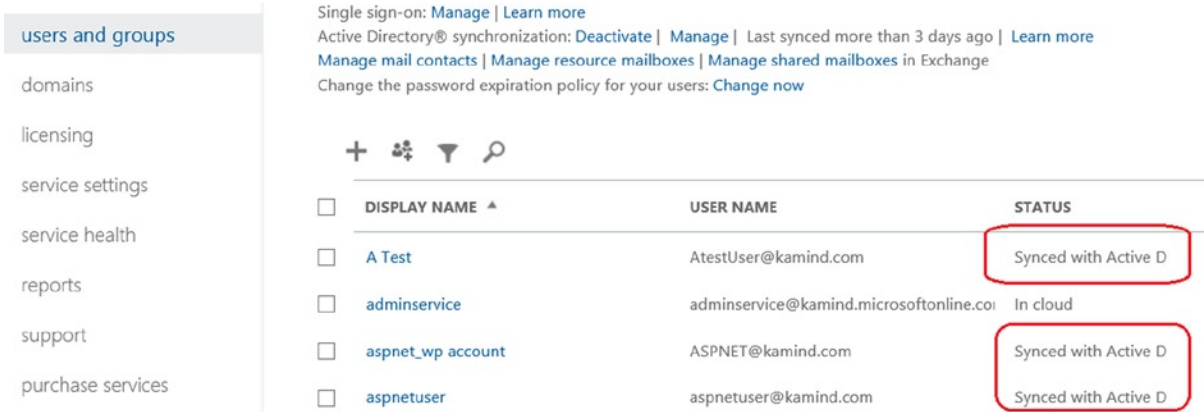 users and groups
domains
licensing
service settings
service health
reports
support
purchase services
Single sign-on: Manage | Learn more
Active Directory® synchronization: Deactivate | Manage | Last synced more than 3 days ago | Learn more
Manage mail contacts | Manage resource mailboxes | Manage shared mailboxes in Exchange
Change the password expiration policy for your users: Change now
DISPLAY NAME USER NAME STATUS
A Test AtestUser@kamind.com Synced with Active D
adminservice adminservice@kamind.microsoftonline.co In cloud
aspnet_wp account ASPNET@kamind.com Synced with Active D
aspnetuser aspnetuser@kamind.com Synced with Active D